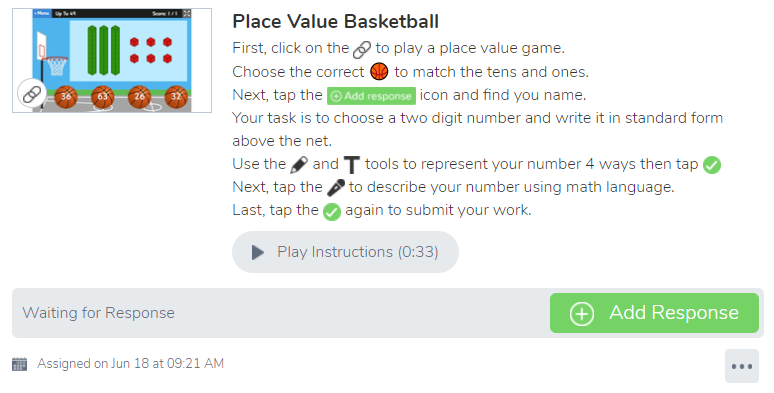 Menu
Up To 49
Score: 1 / 1
36
63
26
32
Place Value Basketball
First, click on the to play a place value game.
Choose the correct to match the tens and ones.
Next, tap the Add response icon and find you name.
Your task is to choose a two digit number and write it in standard form
above the net.
Use the and T tools to represent your number 4 ways then tap
Next, tap the to describe your number using math language.
Last, tap the again to submit your work.
Play Instructions (0:33)
Waiting for Response
Add Response
Assigned on Jun 18 at 09:21 AM